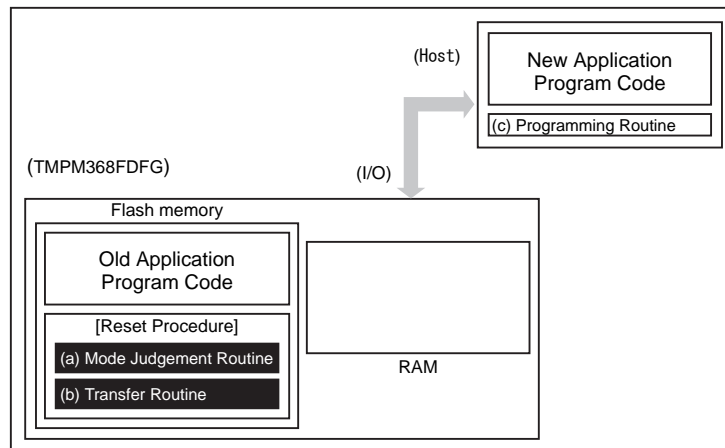 (Host)
New Application
Program Code
(c) Programming Routine
(TMPM368FDFG)
(I/O)
Flash memory
Old Application
Program Code
[Reset Procedure]
(a) Mode Judgement Routine
(b) Transfer Routine
RAM